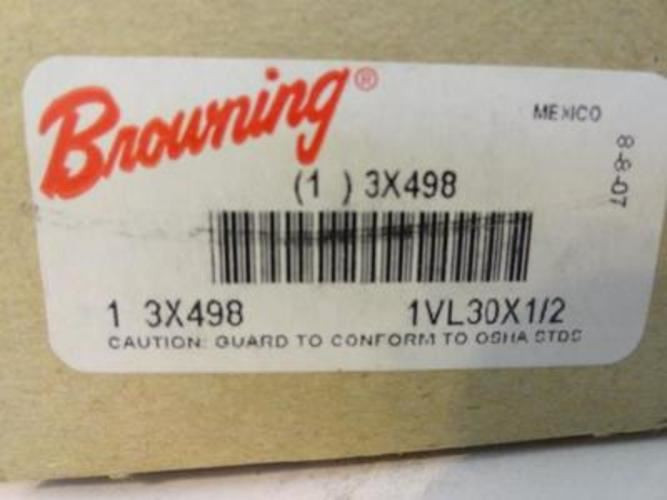 Browning®
MEXICO
8-8-07
(1 ) 3X498
1 3X498 1VL30X1/2
CAUTION: GUARD TO CONFORM TO OSHA STDS